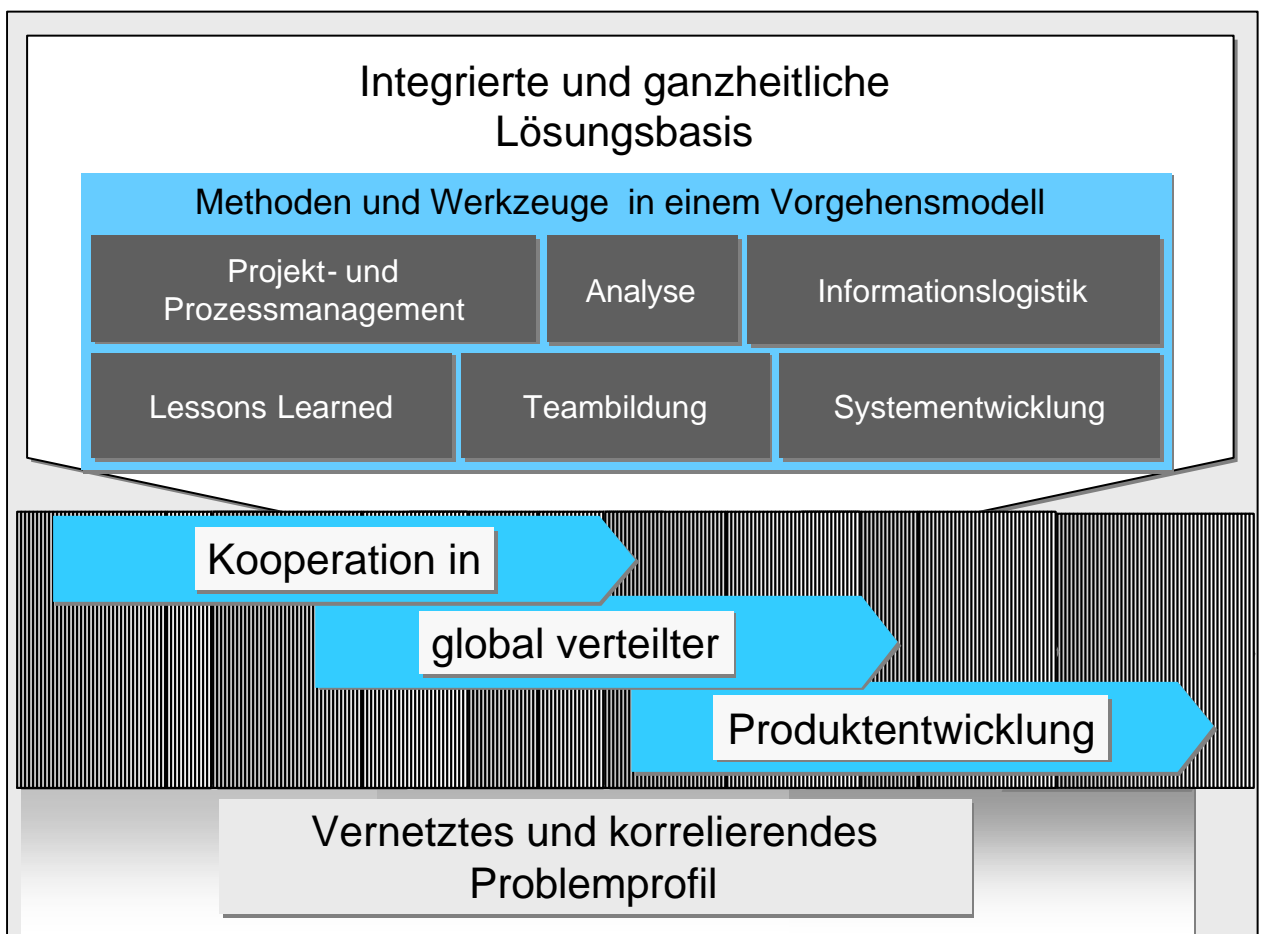 Integrierte und ganzheitliche
Lösungsbasis
Methoden und Werkzeuge in einem Vorgehensmodell
Projekt- und
Prozessmanagement
Analyse
Informationslogistik
Lessons Learned
Teambildung
Systementwicklung
Kooperation in
global verteilter
Produktentwicklung
Vernetztes und korrelierendes
Problemprofil